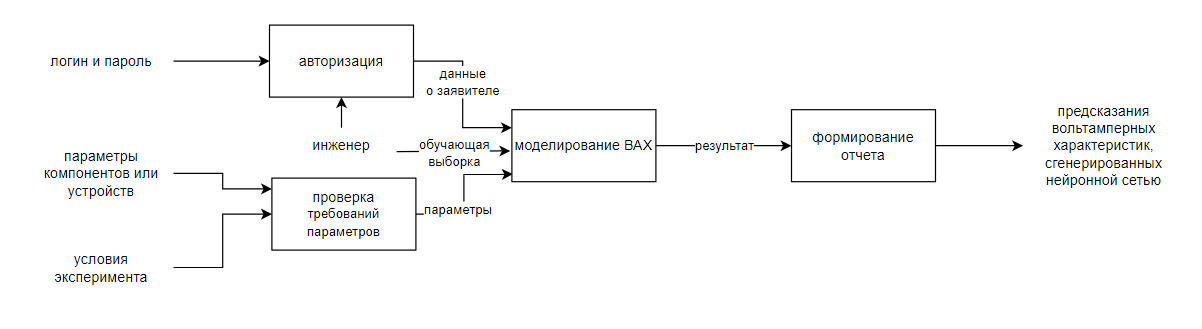 логин и пароль
авторизация
данные
о заявителе
инженер
обучающая
выборка
параметры
компонентов или
устройств
проверка
требований
параметров
параметры
условия
эксперимента
моделирование ВАХ
результат
формирование
отчета
предсказания
вольтамперных
характеристик,
сгенерированных
нейронной сетью